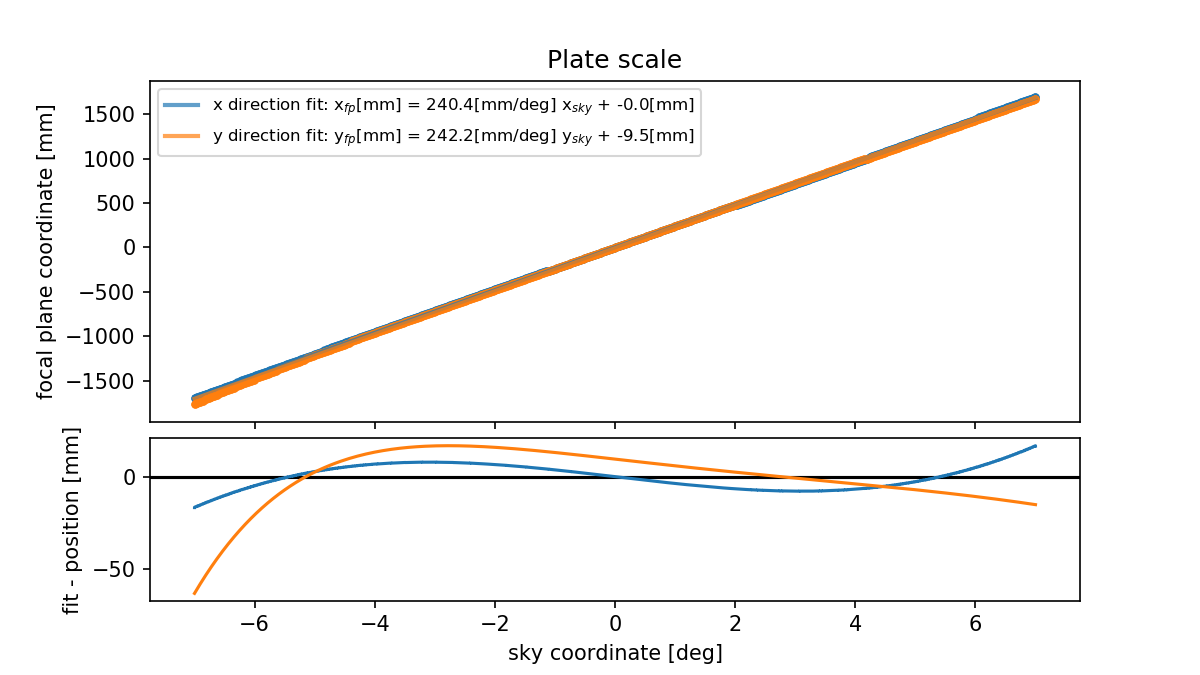 Plate scale
x direction fit: x_fp[mm] = 240.4[mm/deg] x_sky + -0.0[mm]
y direction fit: y_fp[mm] = 242.2[mm/deg] y_sky + -9.5[mm]
focal plane coordinate [mm]
1500
1000
500
0
−500
−1000
−1500
fit - position [mm]
0
−50
−6 −4 −2 0 2 4 6
sky coordinate [deg]